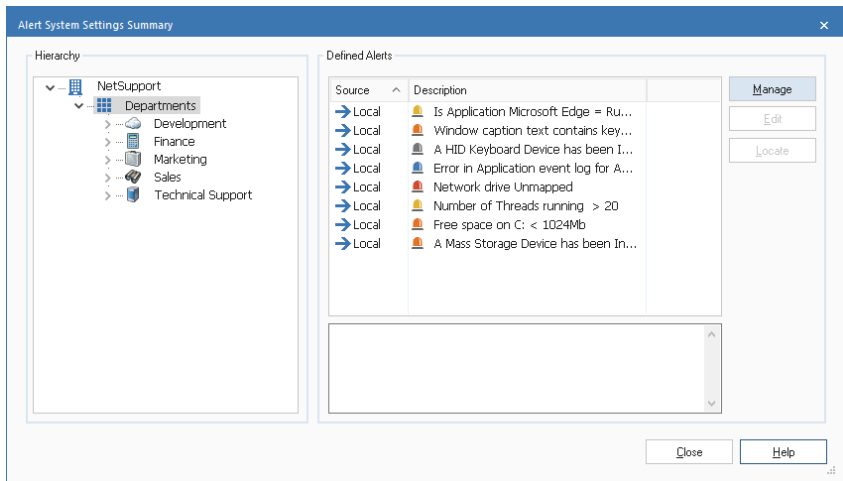 Alert System Settings Summary
Hierarchy
NetSupport
Departments
Development
Finance
Marketing
Sales
Technical Support
Defined Alerts
Source Description
Local Is Application Microsoft Edge = Ru...
Local Window caption text contains key...
Local A HID Keyboard Device has been I...
Local Error in Application event log for A...
Local Network drive Unmapped
Local Number of Threads running > 20
Local Free space on C: < 1024Mb
Local A Mass Storage Device has been In...
Manage
Edit
Locate
Close
Help